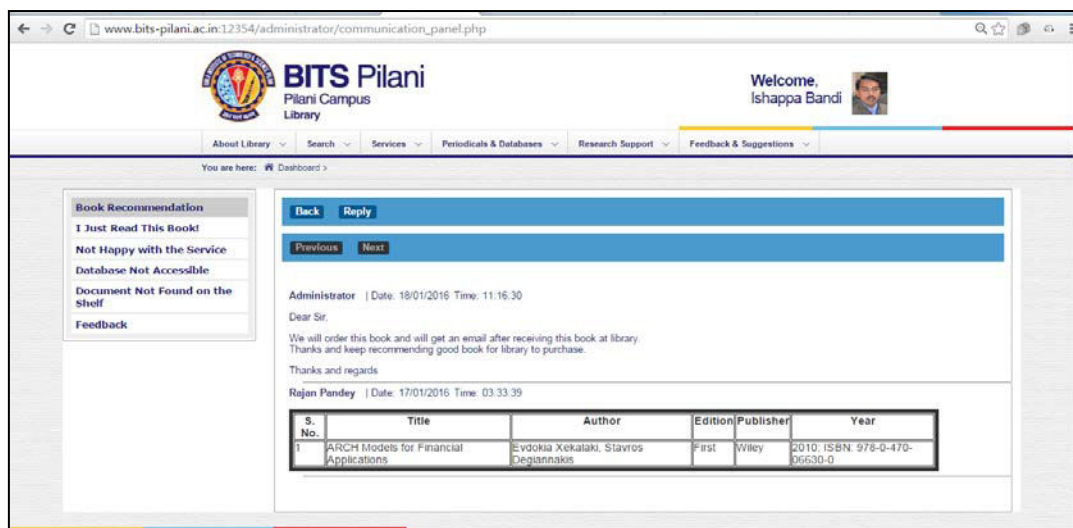 www.bits-pilani.ac.in:12354/administrator/communication_panel.php
BITS Pilani
Pilani Campus
Library
Welcome,
Ishappa Bandi
About Library Search Services Periodicals & Databases Research Support Feedback & Suggestions
You are here: Dashboard >
Book Recommendation
I Just Read This Book!
Not Happy with the Service
Database Not Accessible
Document Not Found on the
Shelf
Feedback
Back Reply
Previous Next
Administrator | Date: 18/01/2016 Time: 11:16:30
Dear Sir,
We will order this book and will get an email after receiving this book at library.
Thanks and keep recommending good book for library to purchase.
Thanks and regards
Rajan Pandey | Date: 17/01/2016 Time: 03:33:39
S. No. Title Author Edition Publisher Year
1 ARCH Models for Financial Applications Evdokia Xekalaki, Stavros Degiannakis First Wiley 2010; ISBN: 978-0-470-06630-0